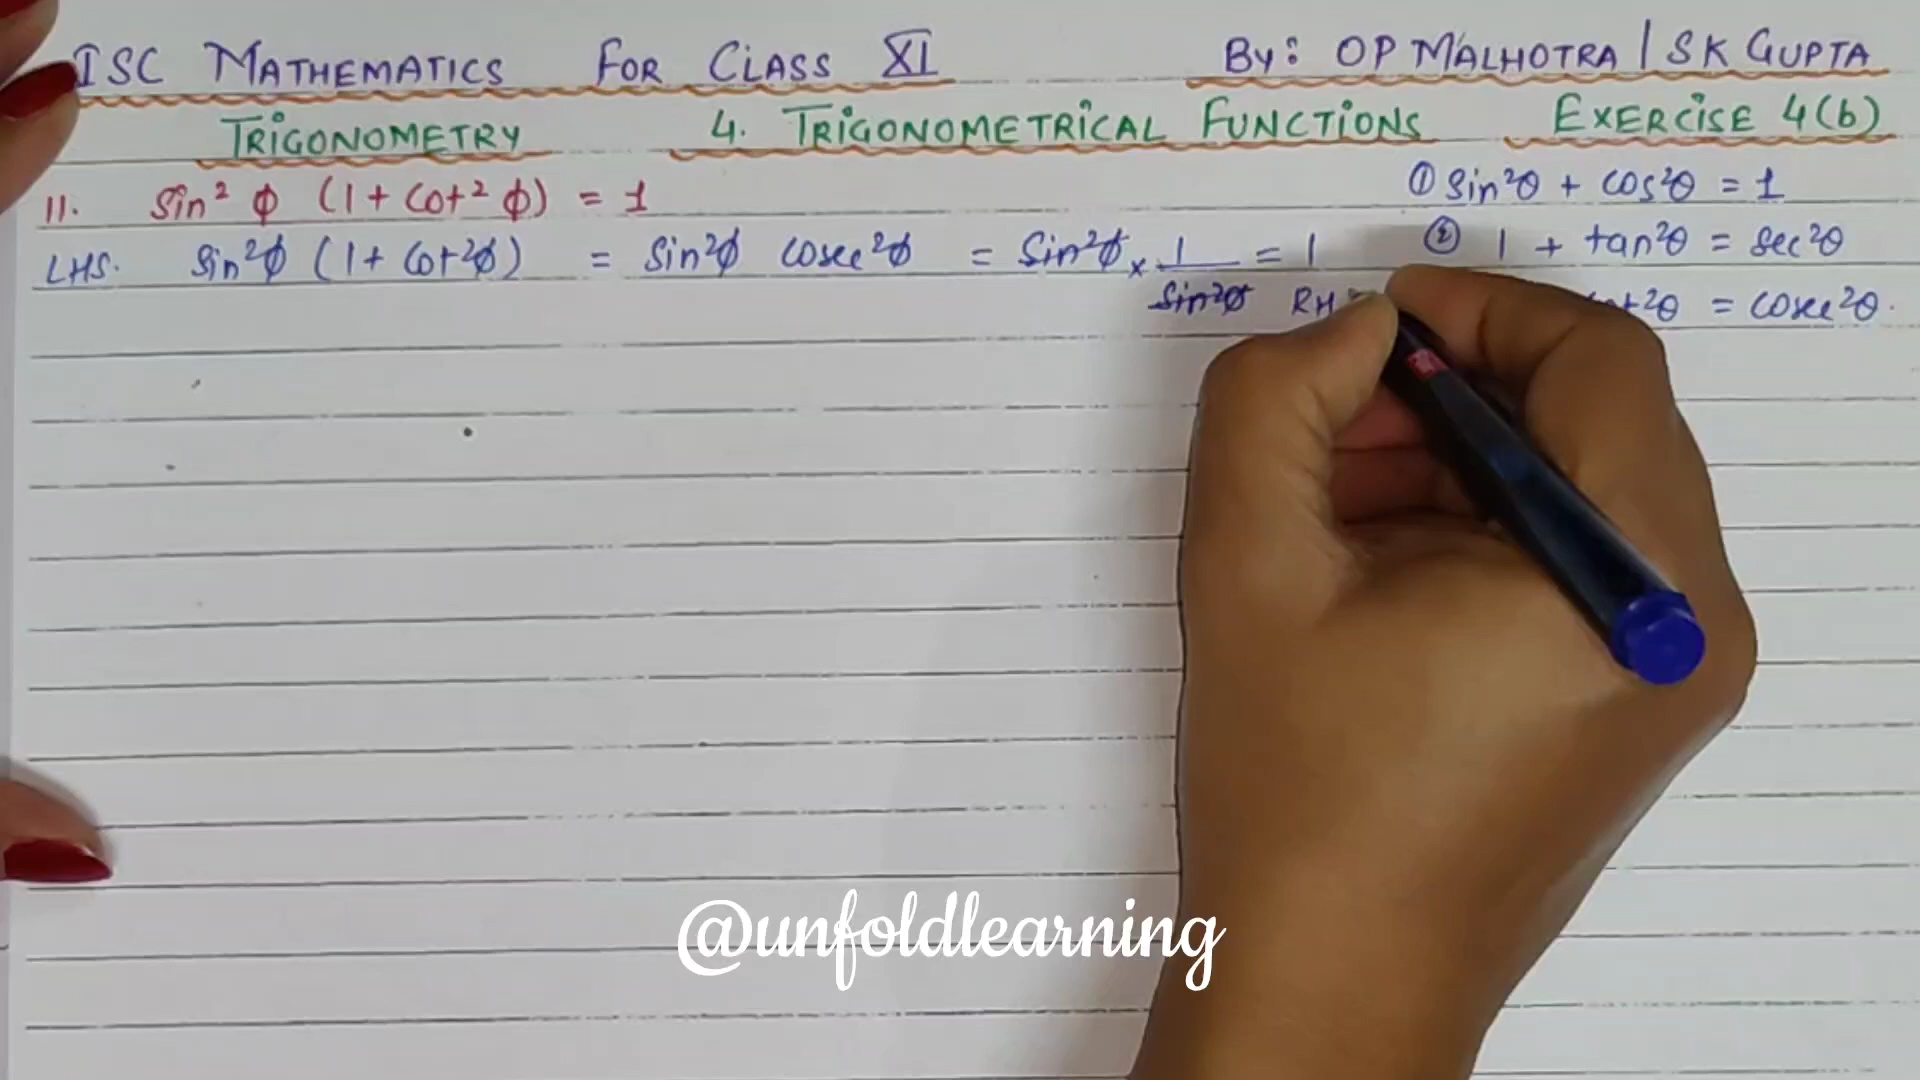 ISC MATHEMATICS FOR CLASS XI By: OP MALHOTRA | SK GUPTA
TRIGONOMETRY 4. TRIGONOMETRICAL FUNCTIONS EXERCISE 4(b)
11. Sin² ϕ (1 + Cot² ϕ) = 1
① Sin²θ + Cos²θ = 1
LHS. Sin²ϕ (1 + Cot²ϕ) = Sin²ϕ Cosec²ϕ = Sin²ϕ × 1/Sin²ϕ = 1
② 1 + tan²θ = sec²θ
RH
cot²θ = Cosec²θ.
@unfoldlearning